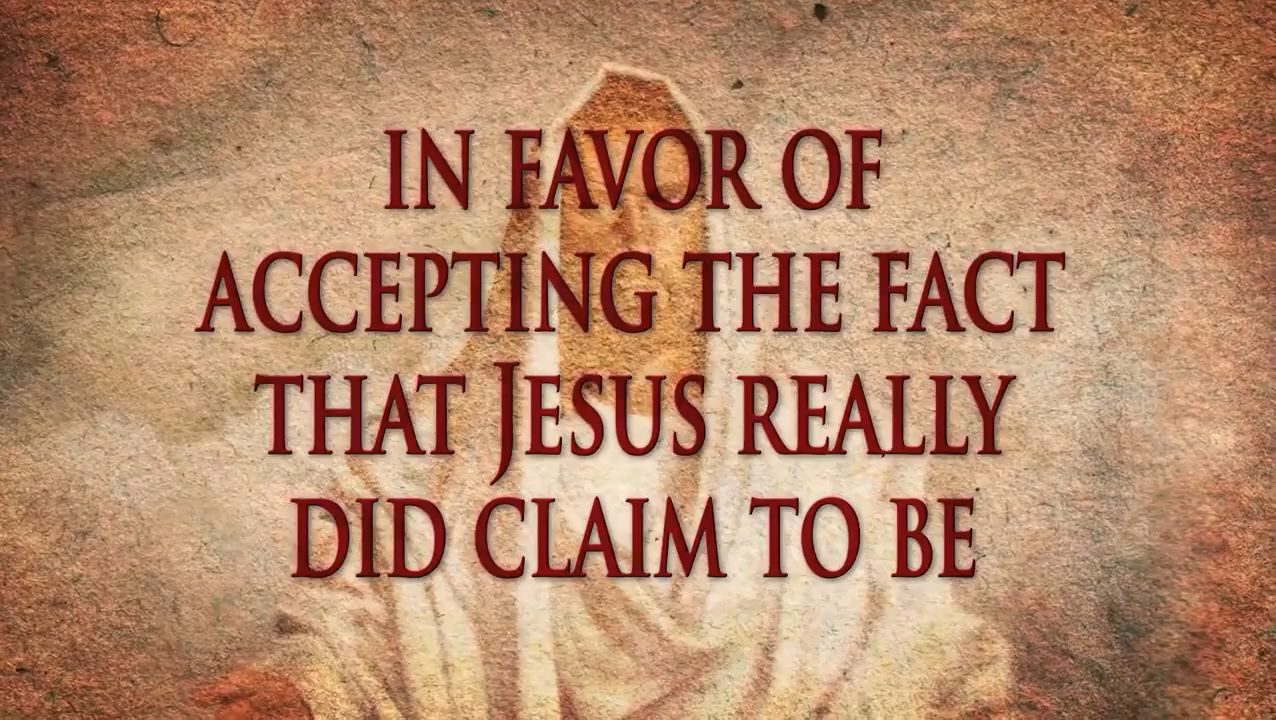 IN FAVOR OF
ACCEPTING THE FACT
THAT JESUS REALLY
DID CLAIM TO BE